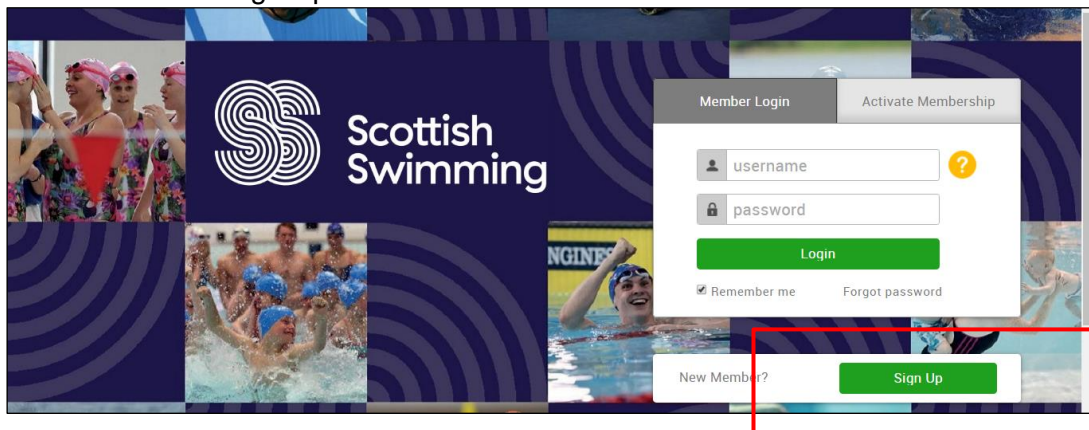 Scottish
Swimming
Member Login
Activate Membership
username
?
password
Login
Remember me
Forgot password
New Member?
Sign Up